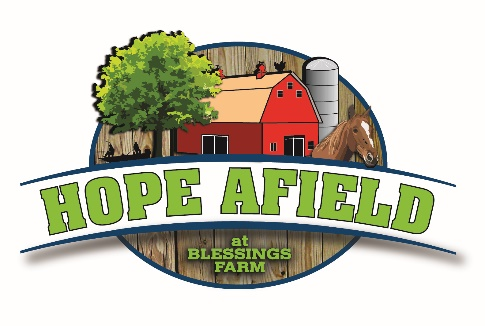 HOPE AFIELD
at
BLESSINGS
FARM